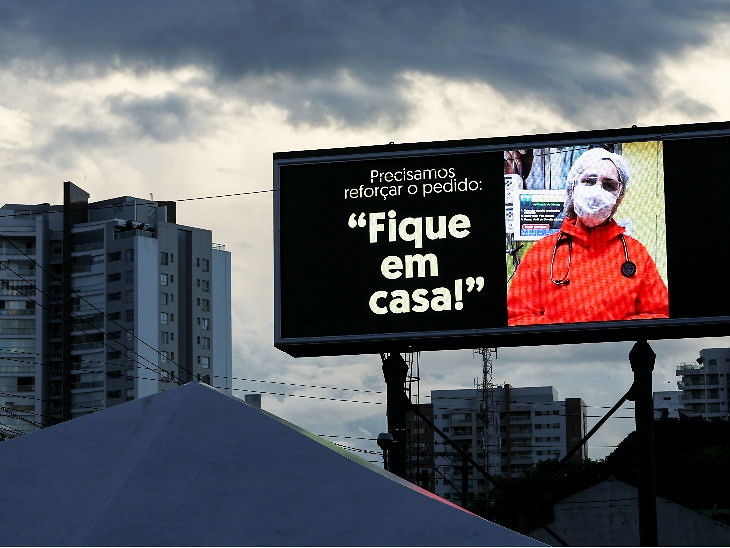 Precisamos
reforçar o pedido:
“Fique
em
casa!”